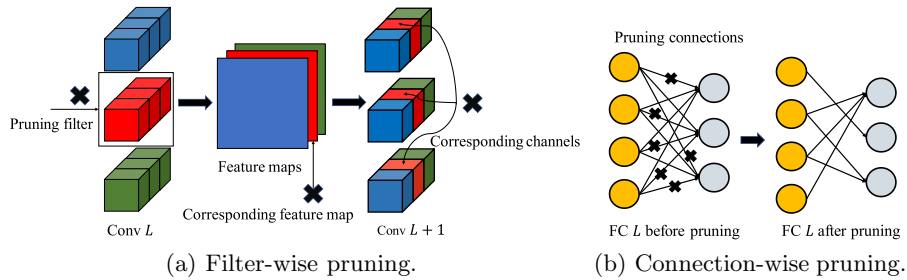 Pruning filter
Conv L
Feature maps
Corresponding feature map
Corresponding channels
Conv L + 1
(a) Filter-wise pruning.
Pruning connections
FC L before pruning
FC L after pruning
(b) Connection-wise pruning.